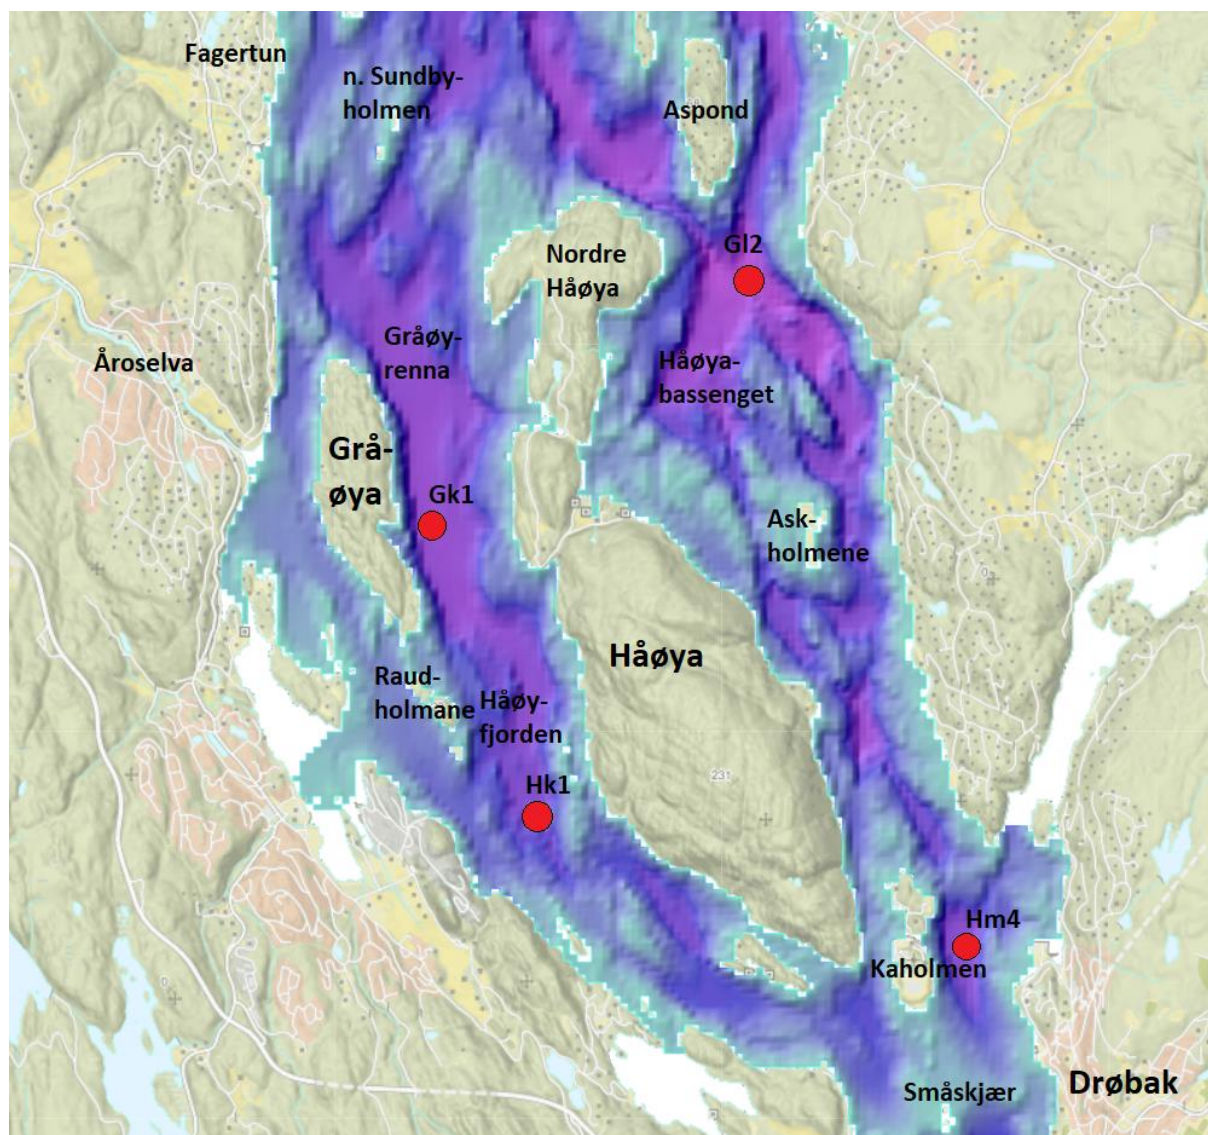 Fagertun
n. Sundby-
holmen
Aspond
Nordre
Håøya
Gl2
Gråøy-
renna
Åroselva
Håøya-
bassenget
Grå-
øya
Gk1
Ask-
holmene
Håøya
Raud-
holmane
Håøy-
fjorden
231
Hk1
Hm4
Kaholmen
Småskjær
Drøbak